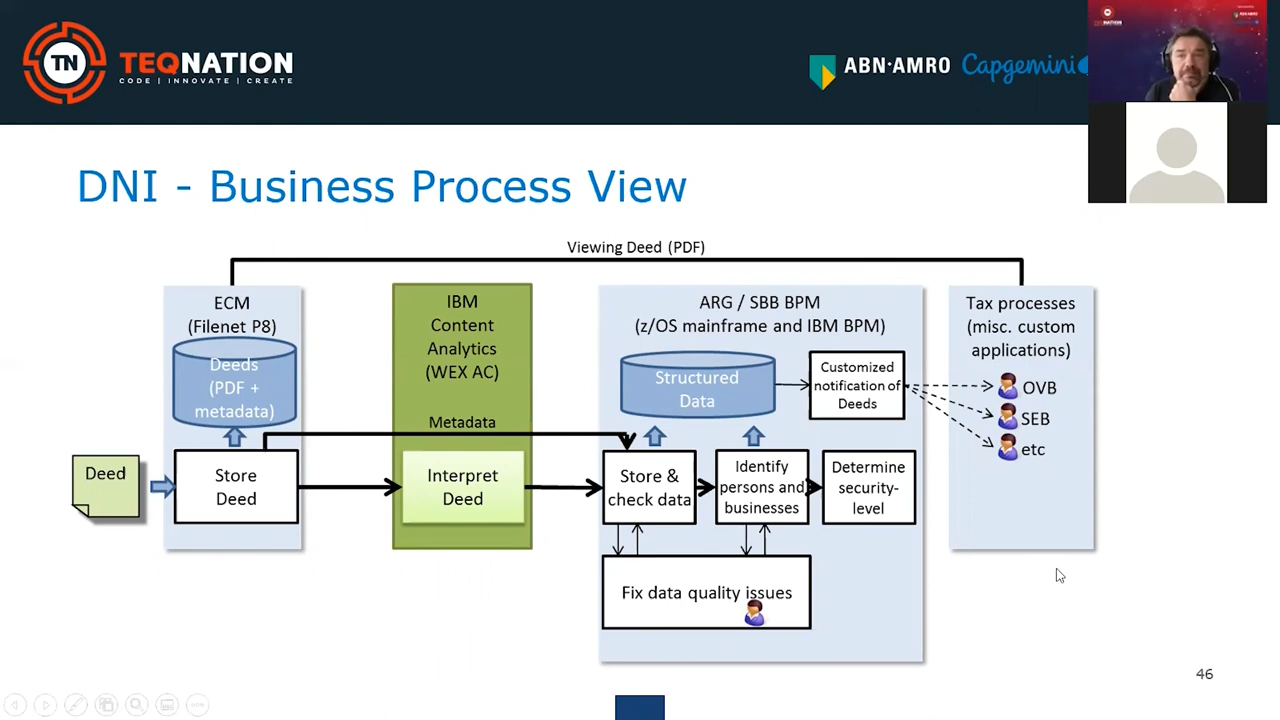 TN
TEQNATION
CODE | INNOVATE | CREATE
ABN·AMRO
Capgemini
DNI - Business Process View
Viewing Deed (PDF)
ECM
(Filenet P8)
Deeds
(PDF +
metadata)
Store
Deed
Deed
IBM
Content
Analytics
(WEX AC)
Metadata
Interpret
Deed
ARG / SBB BPM
(z/OS mainframe and IBM BPM)
Structured
Data
Customized
notification of
Deeds
Store &
check data
Identify
persons and
businesses
Determine
security-
level
Fix data quality issues
Tax processes
(misc. custom
applications)
OVB
SEB
etc
46